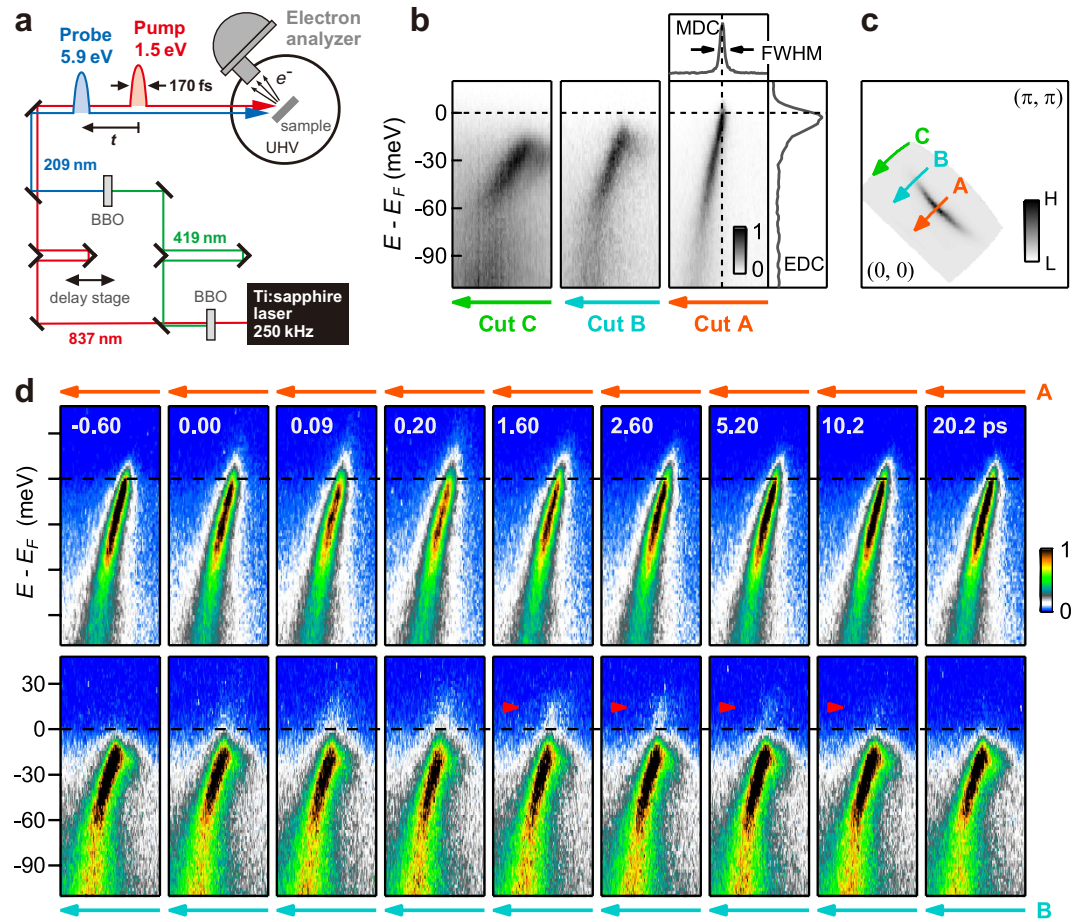 a
Probe
5.9 eV
Pump
1.5 eV
Electron
analyzer
170 fs
e-
sample
UHV
t
209 nm
BBO
419 nm
delay stage
BBO
Ti:sapphire
laser
250 kHz
837 nm
b
MDC
FWHM
E - EF (meV)
0
-30
-60
-90
1
0
EDC
Cut C
Cut B
Cut A
c
(π, π)
C
B
A
H
L
(0, 0)
d
A
-0.60
0.00
0.09
0.20
1.60
2.60
5.20
10.2
20.2 ps
E - EF (meV)
1
0
30
0
-30
-60
-90
B